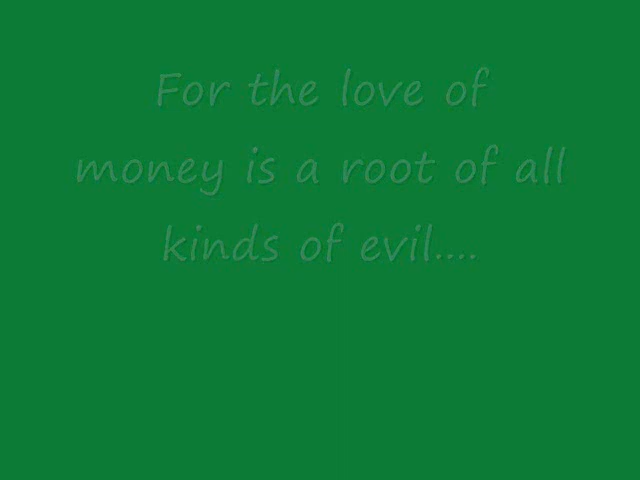 For the love of
money is a root of all
kinds of evil....